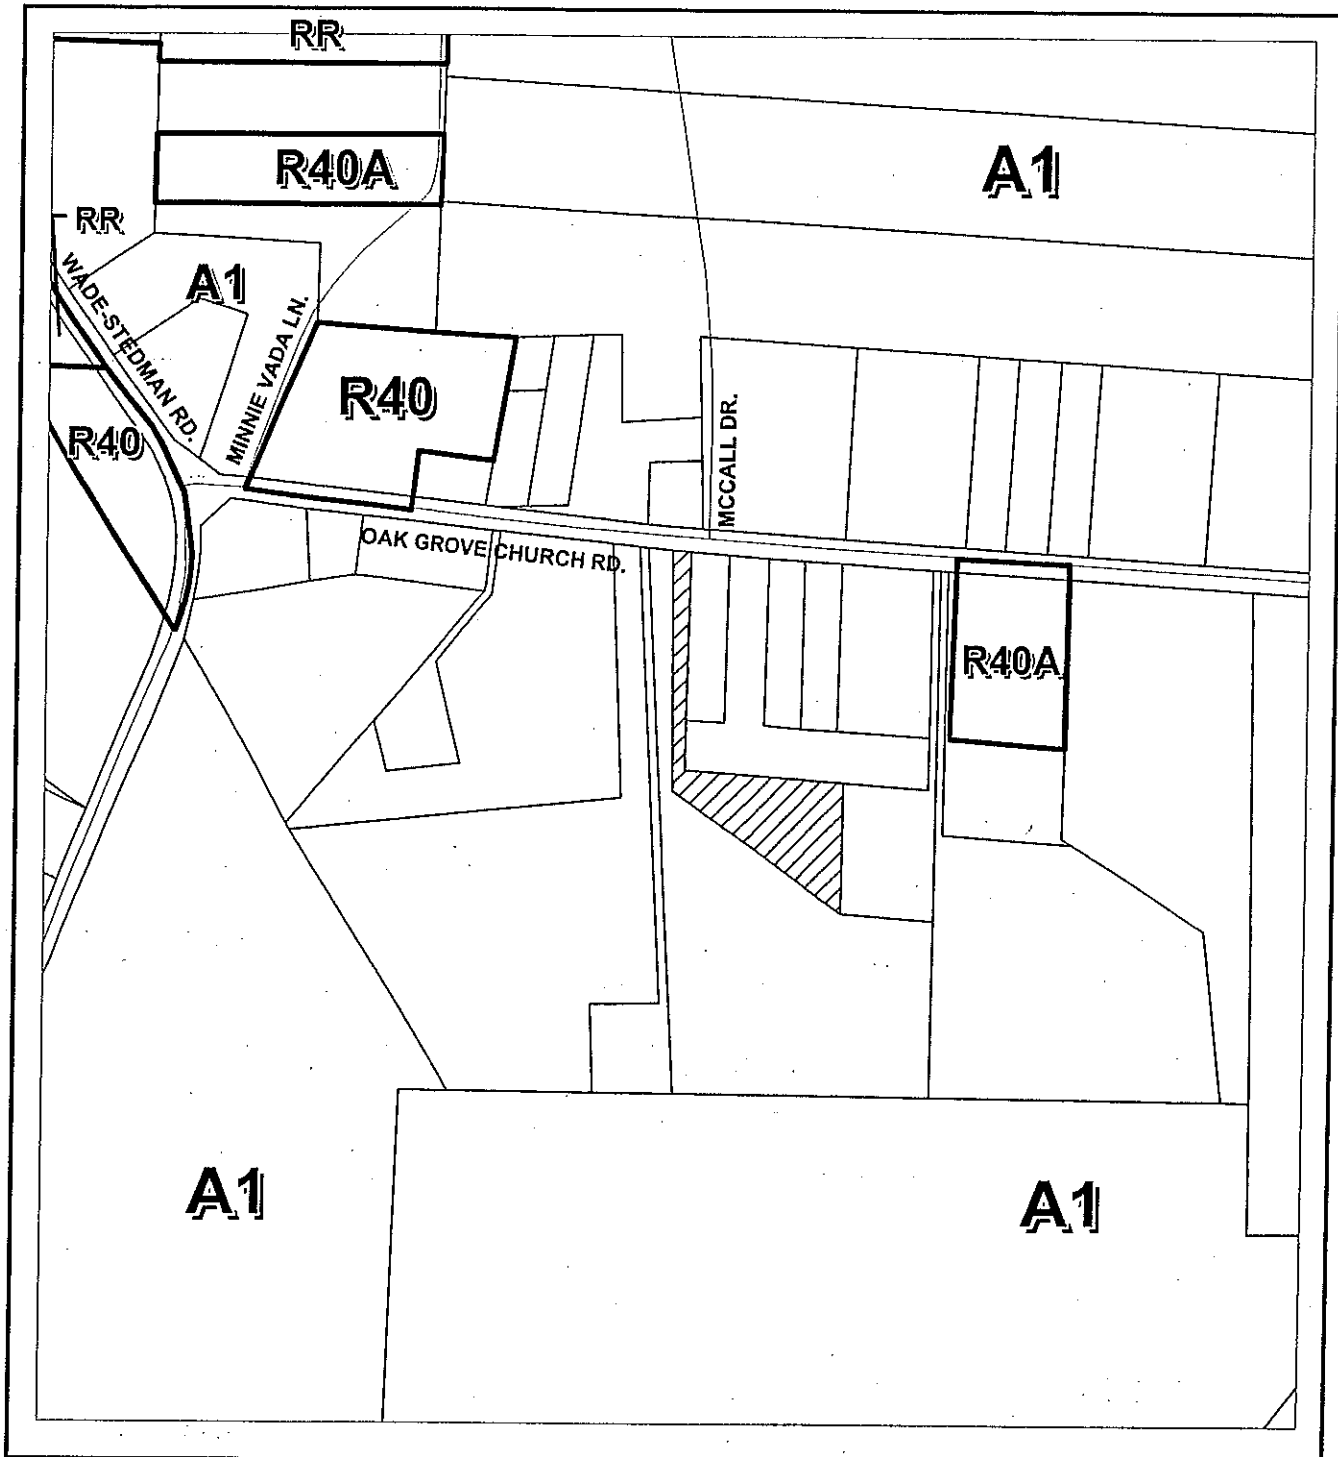 RR
R40A
A1
RR
A1
WADE-STEDMAN RD.
MINNIE VADA LN.
R40
R40
MCCALL DR.
OAK GROVE CHURCH RD.
R40A
A1
A1